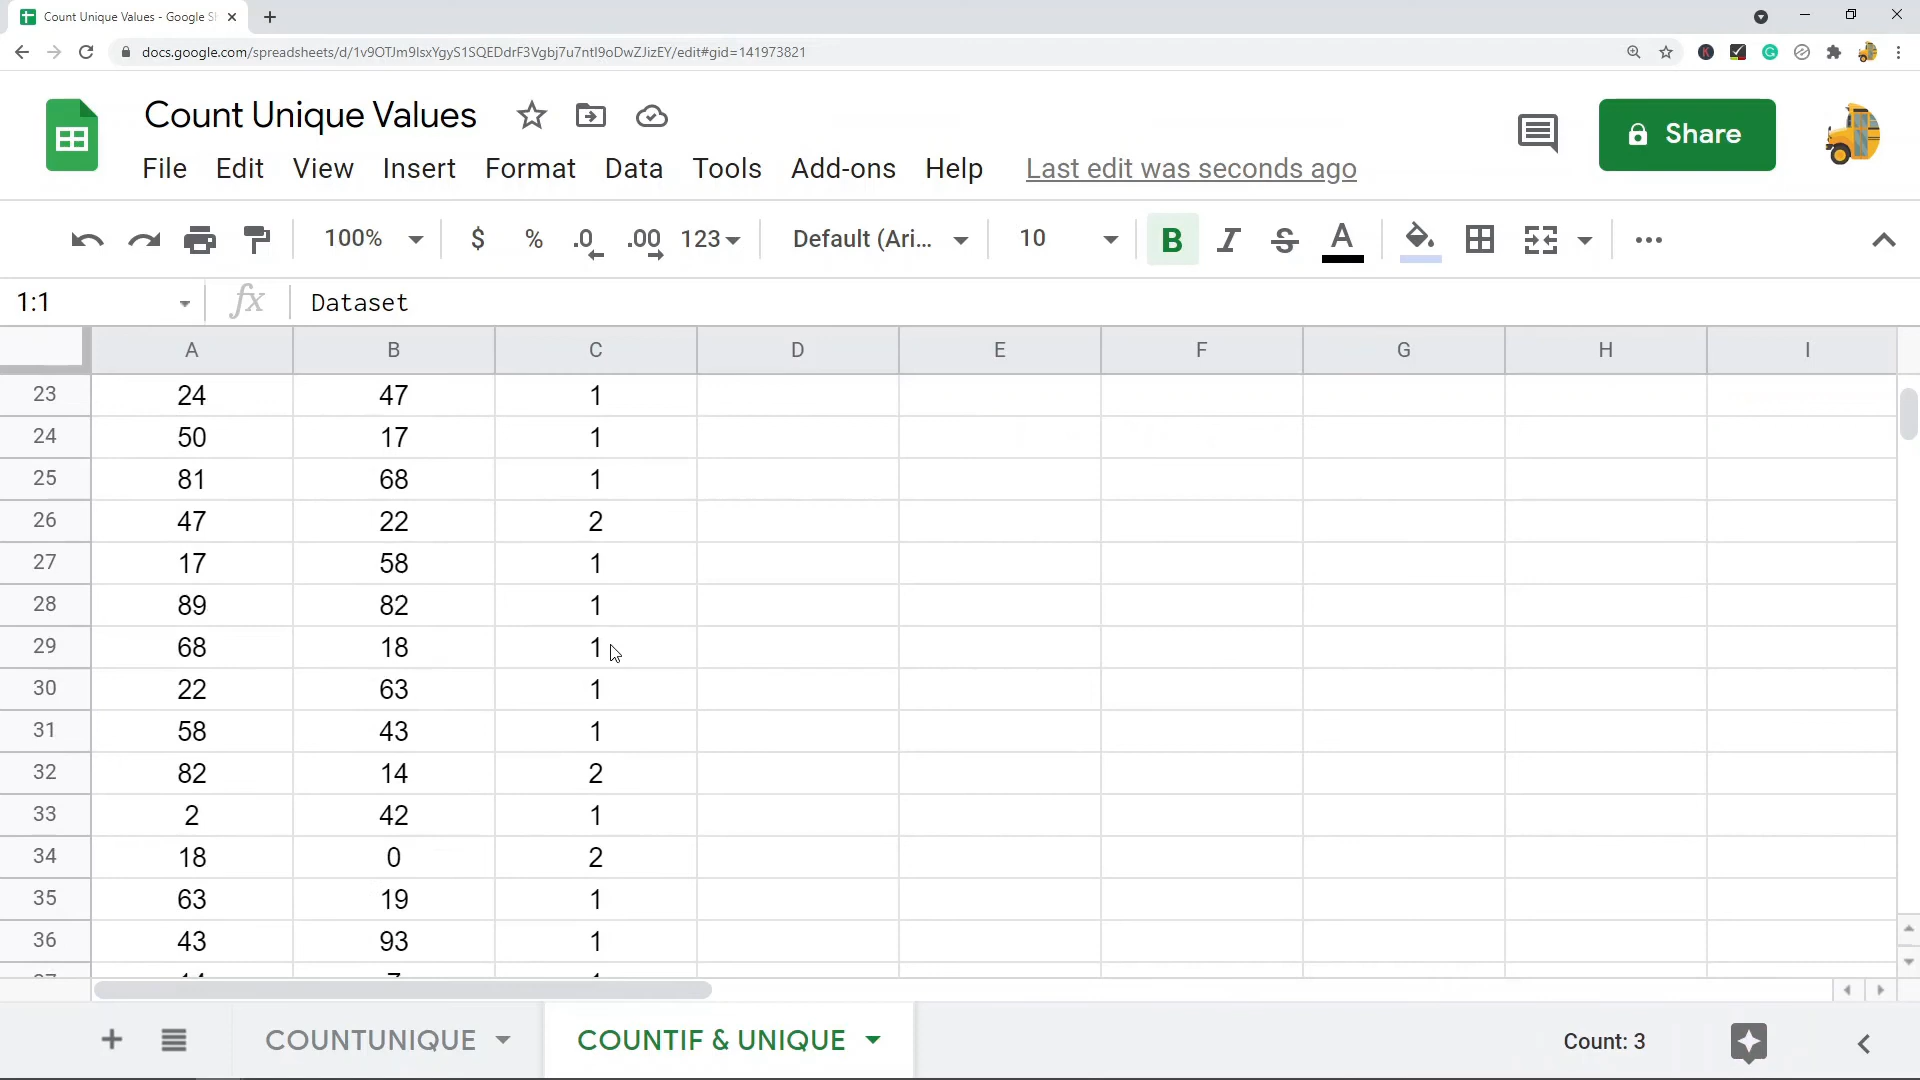 Count Unique Values - Google S
docs.google.com/spreadsheets/d/1v9OTJm9lsxYgyS1SQEDdrF3Vgbj7u7ntI9oDwZJizEY/edit#gid=141973821
Count Unique Values
Share
File Edit View Insert Format Data Tools Add-ons Help Last edit was seconds ago
100% $ % .0 .00 123 Default (Ari... 10 B I S A
1:1 fx Dataset
A B C D E F G H I
23 24 47 1
24 50 17 1
25 81 68 1
26 47 22 2
27 17 58 1
28 89 82 1
29 68 18 1
30 22 63 1
31 58 43 1
32 82 14 2
33 2 42 1
34 18 0 2
35 63 19 1
36 43 93 1
COUNTUNIQUE COUNTIF & UNIQUE Count: 3